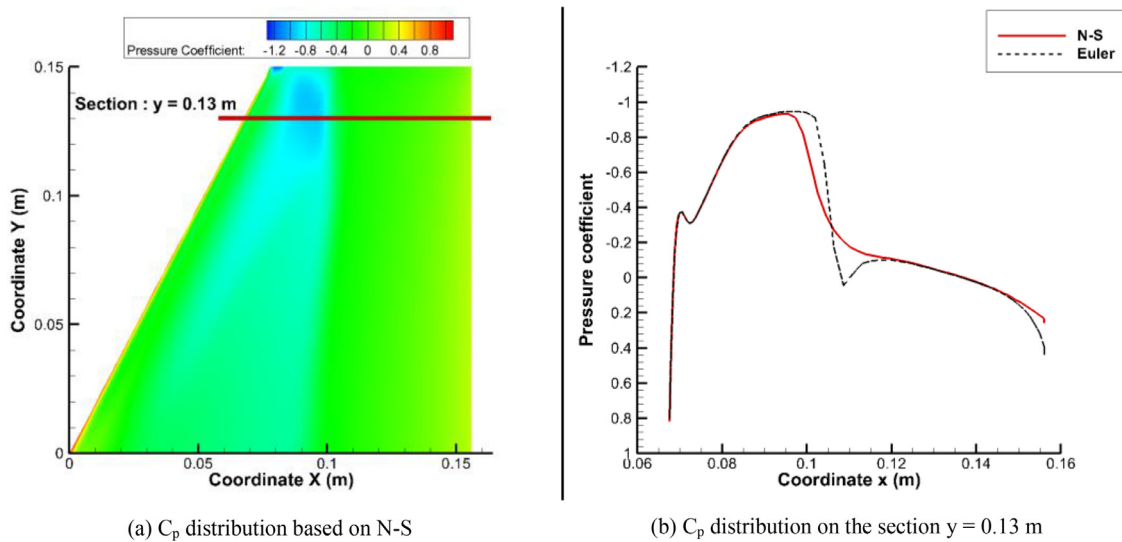 Pressure Coefficient: -1.2 -0.8 -0.4 0 0.4 0.8
0.15
Section : y = 0.13 m
0.1
0.05
0
Coordinate Y (m)
0 0.05 0.1 0.15
Coordinate X (m)
(a) Cp distribution based on N-S
N-S
Euler
-1.2
-1
-0.8
-0.6
-0.4
-0.2
0
0.2
0.4
0.6
0.8
1
Pressure coefficient
0.06 0.08 0.1 0.12 0.14 0.16
Coordinate x (m)
(b) Cp distribution on the section y = 0.13 m